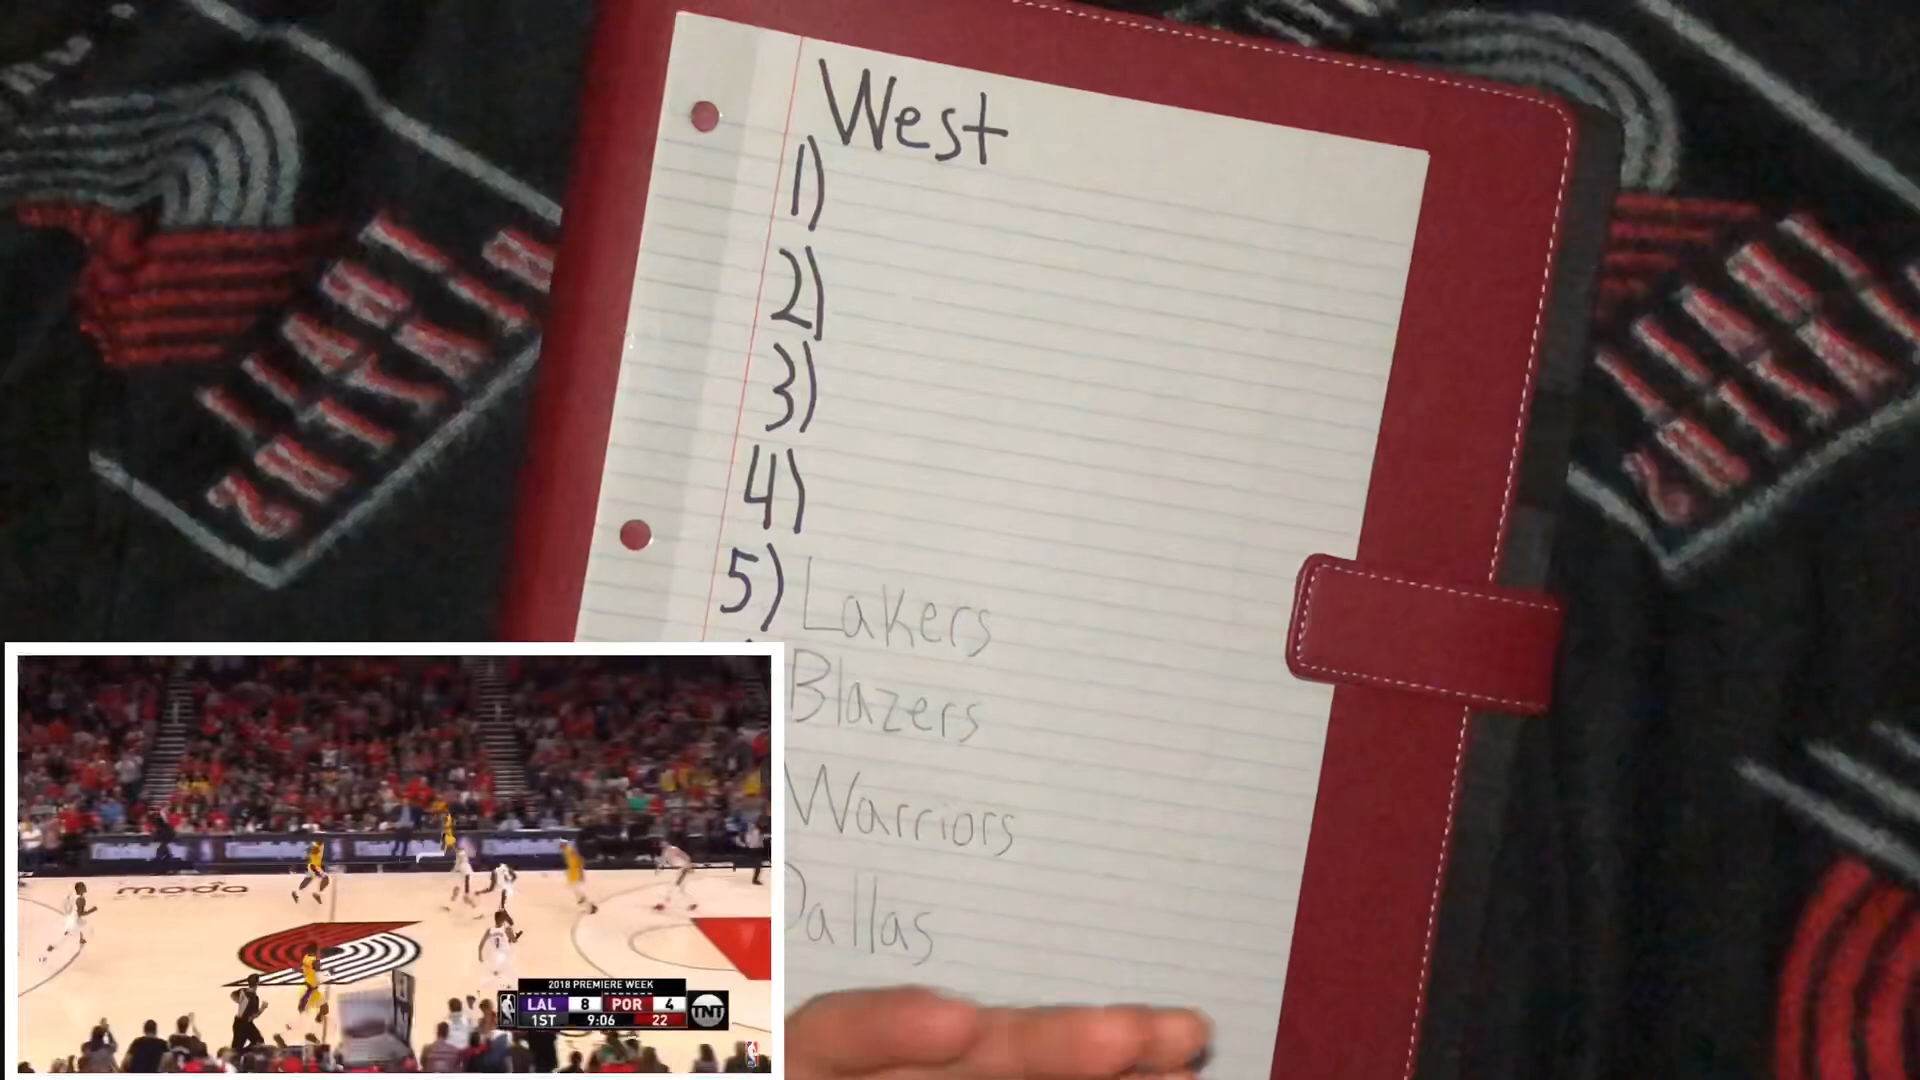 West
1)
2)
3)
4)
5) Lakers
Blazers
Warriors
Dallas
moda
2018 PREMIERE WEEK
LAL 8 POR 4
1ST 9:06 22
TNT